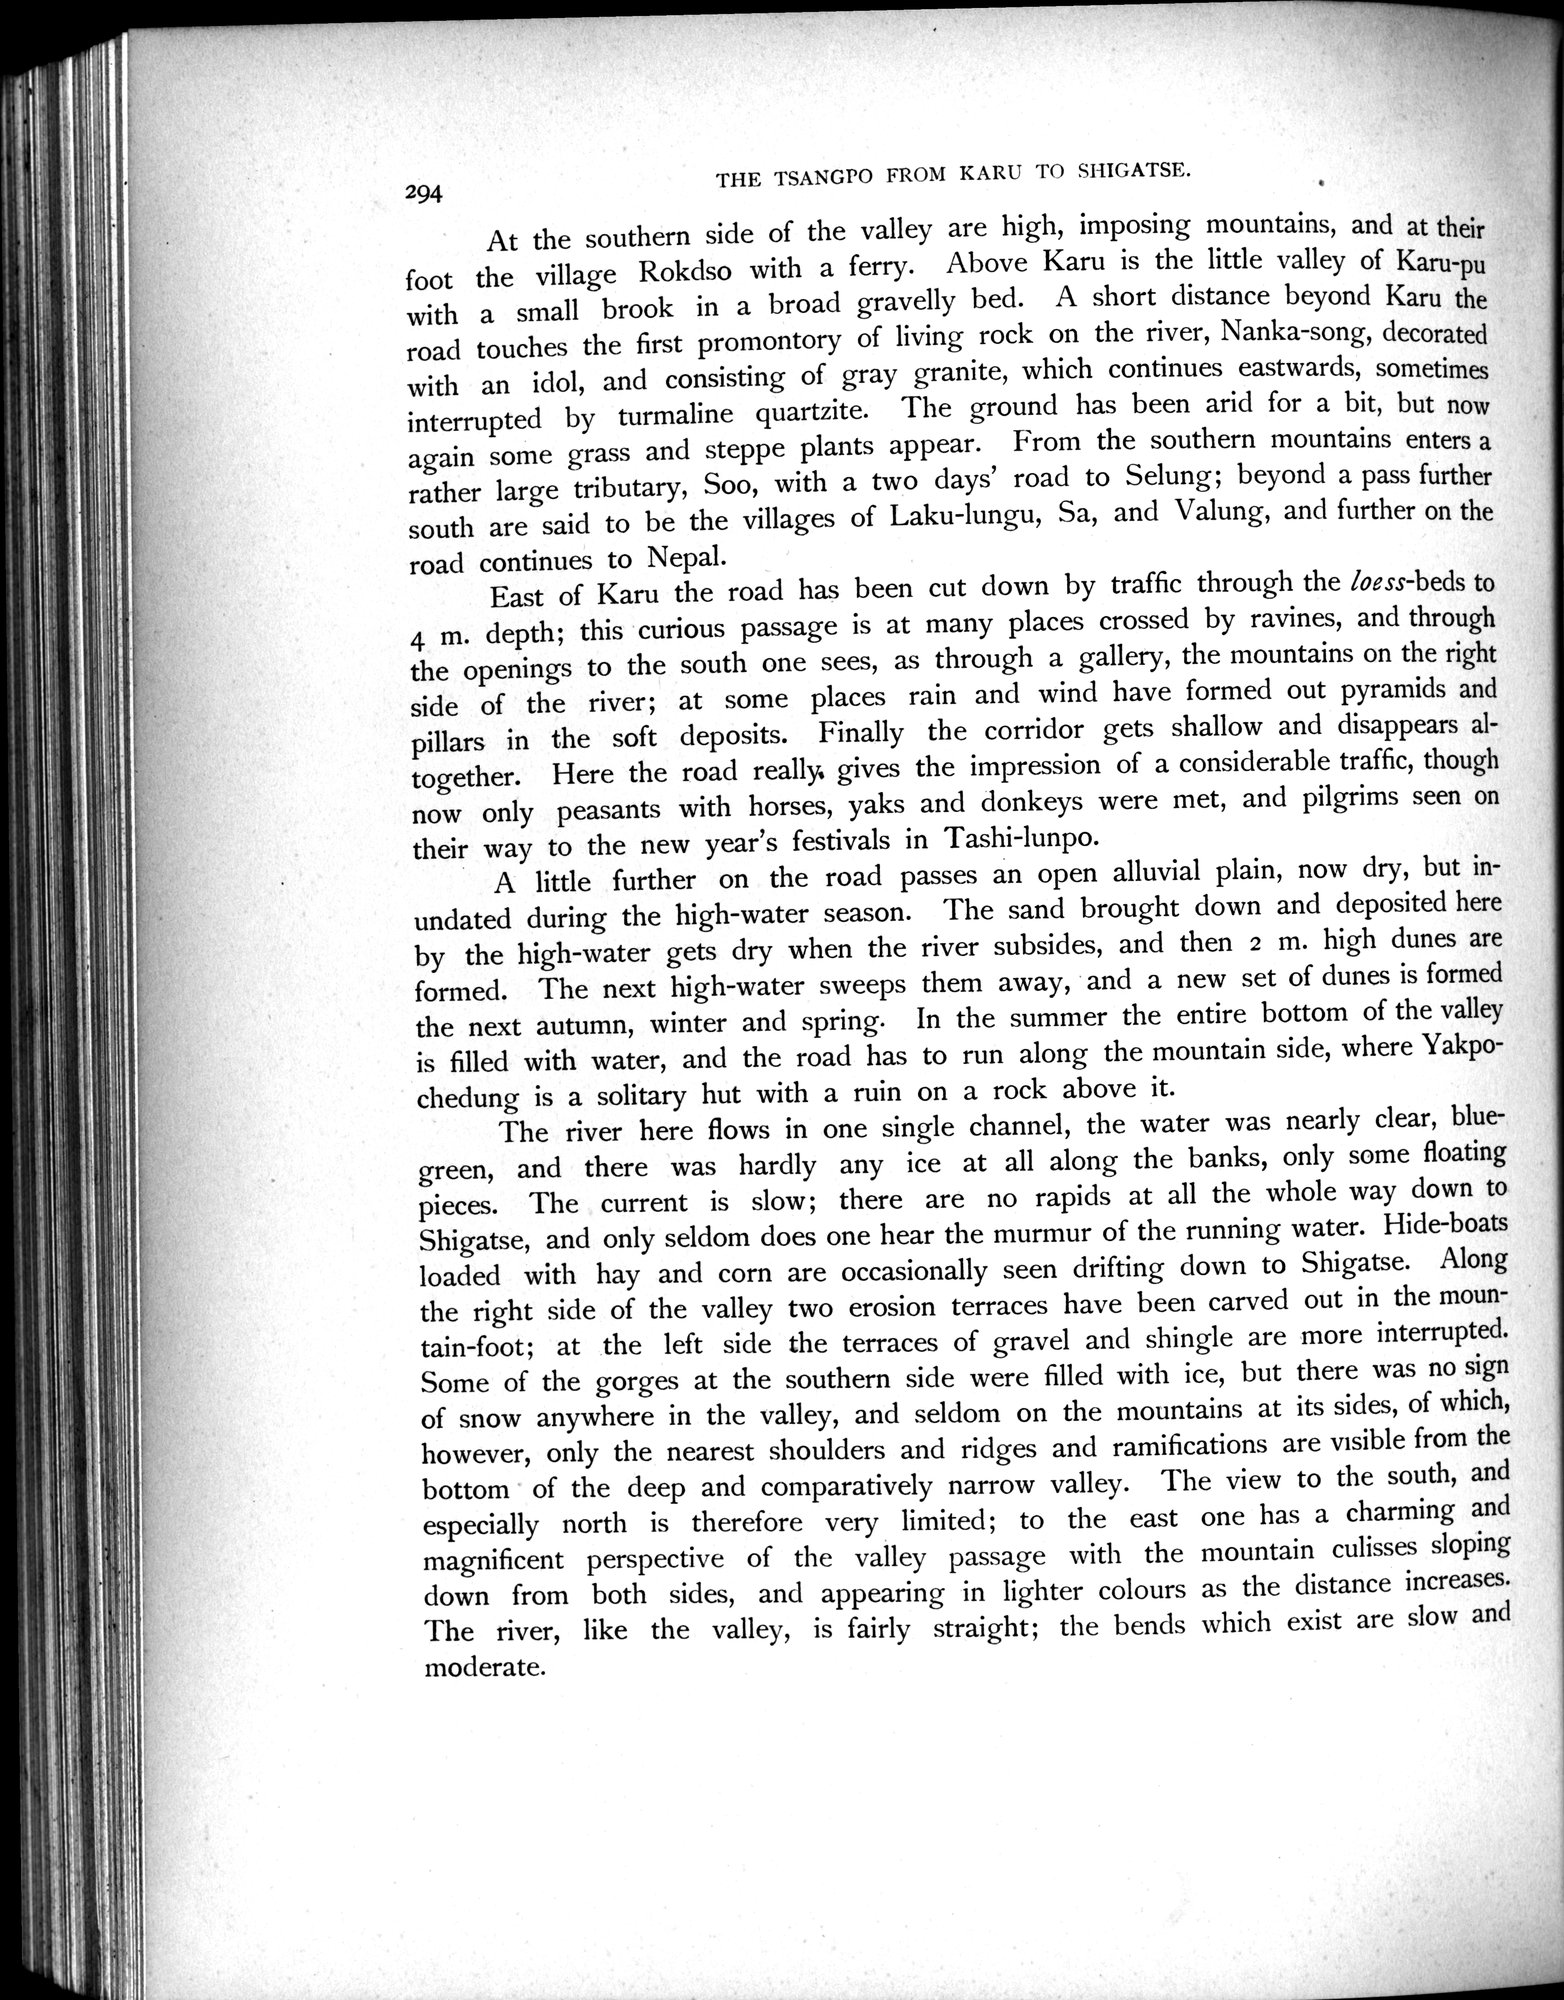 294
THE TSANGPO FROM KARU TO SHIGATSE.
At the southern side of the valley are high, imposing mountains, and at their
foot the village Rokdso with a ferry. Above Karu is the little valley of Karu-pu
with a small brook in a broad gravelly bed. A short distance beyond Karu the
road touches the first promontory of living rock on the river, Nanka-song, decorated
with an idol, and consisting of gray granite, which continues eastwards, sometimes
interrupted by turmaline quartzite. The ground has been arid for a bit, but now
again some grass and steppe plants appear. From the southern mountains enters a
rather large tributary, Soo, with a two days' road to Selung; beyond a pass further
south are said to be the villages of Laku-lungu, Sa, and Valung, and further on the
road continues to Nepal.
East of Karu the road has been cut down by traffic through the loess-beds to
4 m. depth; this curious passage is at many places crossed by ravines, and through
the openings to the south one sees, as through a gallery, the mountains on the right
side of the river; at some places rain and wind have formed out pyramids and
pillars in the soft deposits. Finally the corridor gets shallow and disappears al-
together. Here the road really gives the impression of a considerable traffic, though
now only peasants with horses, yaks and donkeys were met, and pilgrims seen on
their way to the new year's festivals in Tashi-lunpo.
A little further on the road passes an open alluvial plain, now dry, but in-
undated during the high-water season. The sand brought down and deposited here
by the high-water gets dry when the river subsides, and then 2 m. high dunes are
formed. The next high-water sweeps them away, and a new set of dunes is formed
the next autumn, winter and spring. In the summer the entire bottom of the valley
is filled with water, and the road has to run along the mountain side, where Yakpo-
chedung is a solitary hut with a ruin on a rock above it.
The river here flows in one single channel, the water was nearly clear, blue-
green, and there was hardly any ice at all along the banks, only some floating
pieces. The current is slow; there are no rapids at all the whole way down to
Shigatse, and only seldom does one hear the murmur of the running water. Hide-boats
loaded with hay and corn are occasionally seen drifting down to Shigatse. Along
the right side of the valley two erosion terraces have been carved out in the moun-
tain-foot; at the left side the terraces of gravel and shingle are more interrupted.
Some of the gorges at the southern side were filled with ice, but there was no sign
of snow anywhere in the valley, and seldom on the mountains at its sides, of which,
however, only the nearest shoulders and ridges and ramifications are visible from the
bottom of the deep and comparatively narrow valley. The view to the south, and
especially north is therefore very limited; to the east one has a charming and
magnificent perspective of the valley passage with the mountain culisses sloping
down from both sides, and appearing in lighter colours as the distance increases.
The river, like the valley, is fairly straight; the bends which exist are slow and
moderate.